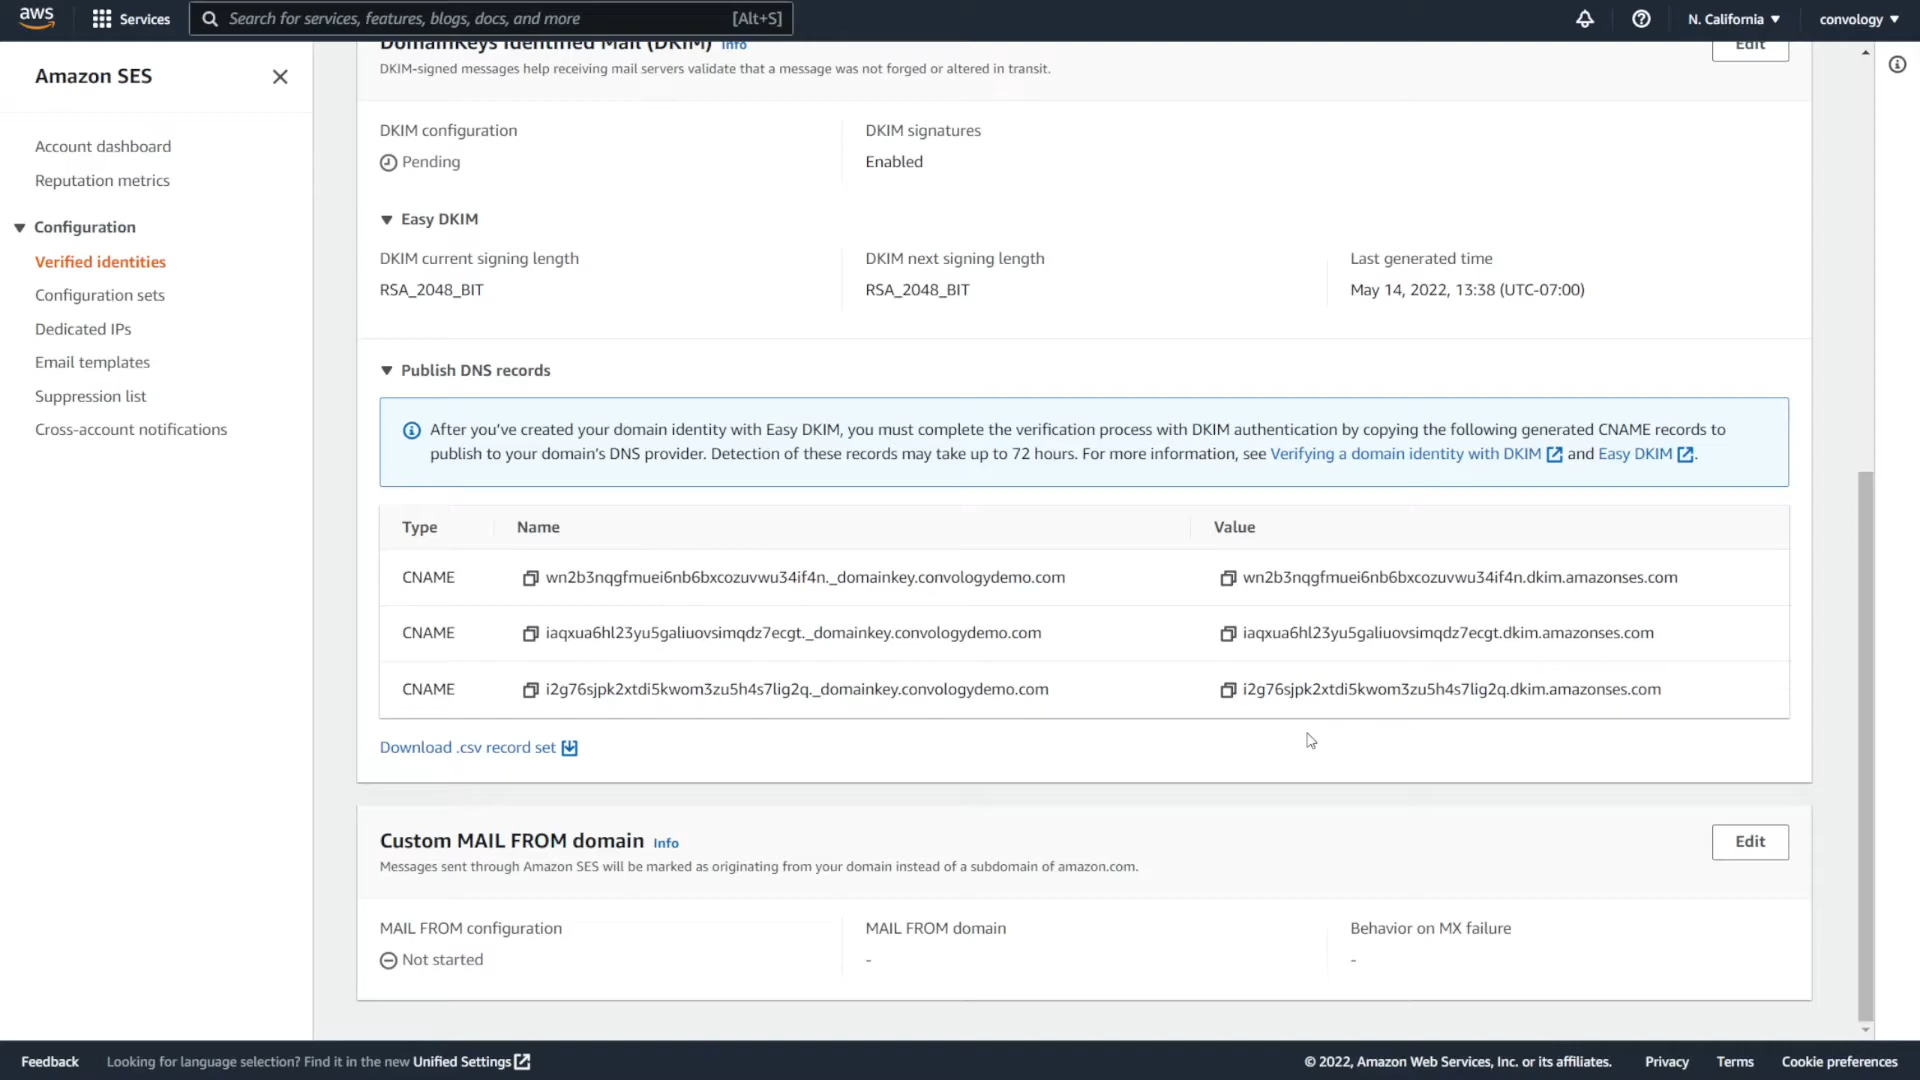 aws
Services
Search for services, features, blogs, docs, and more
[Alt+S]
N. California
convology
Amazon SES
Account dashboard
Reputation metrics
Configuration
Verified identities
Configuration sets
Dedicated IPs
Email templates
Suppression list
Cross-account notifications
DomainKeys Identified Mail (DKIM) Info
Edit
DKIM-signed messages help receiving mail servers validate that a message was not forged or altered in transit.
DKIM configuration
Pending
DKIM signatures
Enabled
Easy DKIM
DKIM current signing length
RSA_2048_BIT
DKIM next signing length
RSA_2048_BIT
Last generated time
May 14, 2022, 13:38 (UTC-07:00)
Publish DNS records
After you've created your domain identity with Easy DKIM, you must complete the verification process with DKIM authentication by copying the following generated CNAME records to
publish to your domain's DNS provider. Detection of these records may take up to 72 hours. For more information, see Verifying a domain identity with DKIM and Easy DKIM.
Type Name Value
CNAME wn2b3nqgfmuei6nb6bxcozuvwu34if4n._domainkey.convologydemo.com wn2b3nqgfmuei6nb6bxcozuvwu34if4n.dkim.amazonses.com
CNAME iaqxua6hl23yu5galiuovsimqdz7ecgt._domainkey.convologydemo.com iaqxua6hl23yu5galiuovsimqdz7ecgt.dkim.amazonses.com
CNAME i2g76sjpk2xtdi5kwom3zu5h4s7lig2q._domainkey.convologydemo.com i2g76sjpk2xtdi5kwom3zu5h4s7lig2q.dkim.amazonses.com
Download .csv record set
Custom MAIL FROM domain Info
Edit
Messages sent through Amazon SES will be marked as originating from your domain instead of a subdomain of amazon.com.
MAIL FROM configuration
Not started
MAIL FROM domain
-
Behavior on MX failure
-
Feedback
Looking for language selection? Find it in the new Unified Settings
© 2022, Amazon Web Services, Inc. or its affiliates.
Privacy
Terms
Cookie preferences